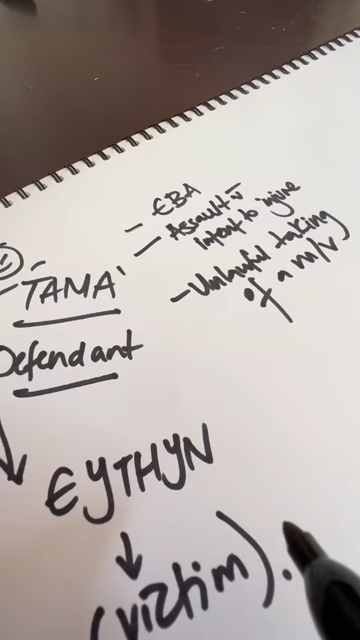 - EBA
- Assault w
Intent to injure
- Unlawful taking
of a m/v
- TAMA'
Defendant
EYTHYN
(victim).